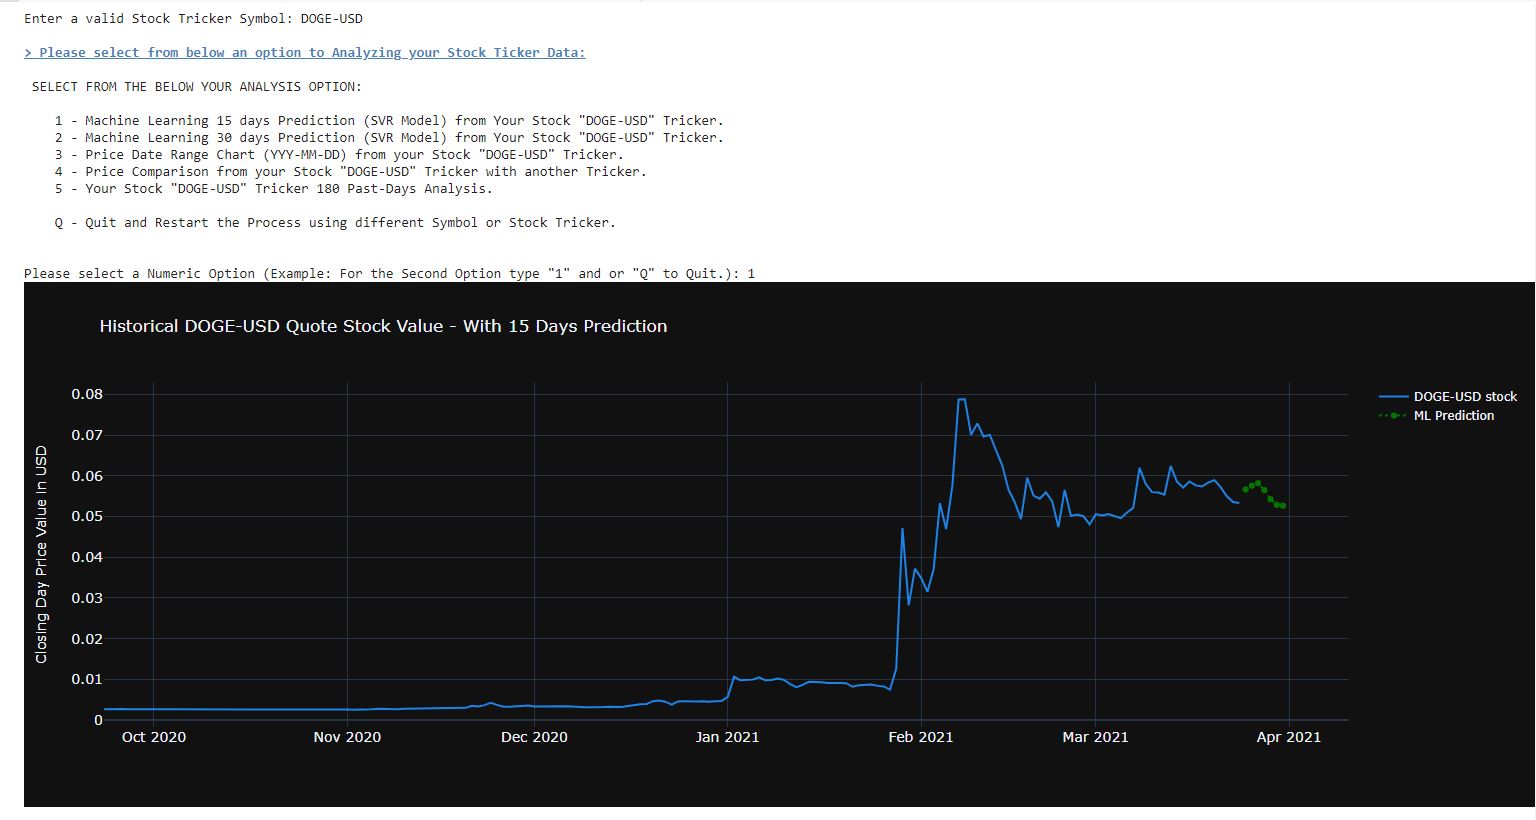 Enter a valid Stock Tricker Symbol: DOGE-USD
> Please select from below an option to Analyzing your Stock Ticker Data:
SELECT FROM THE BELOW YOUR ANALYSIS OPTION:
1 - Machine Learning 15 days Prediction (SVR Model) from Your Stock "DOGE-USD" Tricker.
2 - Machine Learning 30 days Prediction (SVR Model) from Your Stock "DOGE-USD" Tricker.
3 - Price Date Range Chart (YYY-MM-DD) from your Stock "DOGE-USD" Tricker.
4 - Price Comparison from your Stock "DOGE-USD" Tricker with another Tricker.
5 - Your Stock "DOGE-USD" Tricker 180 Past-Days Analysis.
Q - Quit and Restart the Process using different Symbol or Stock Tricker.
Please select a Numeric Option (Example: For the Second Option type "1" and or "Q" to Quit.): 1
Historical DOGE-USD Quote Stock Value - With 15 Days Prediction
Closing Day Price Value in USD
0.08
0.07
0.06
0.05
0.04
0.03
0.02
0.01
0
Oct 2020 Nov 2020 Dec 2020 Jan 2021 Feb 2021 Mar 2021 Apr 2021
DOGE-USD stock
ML Prediction